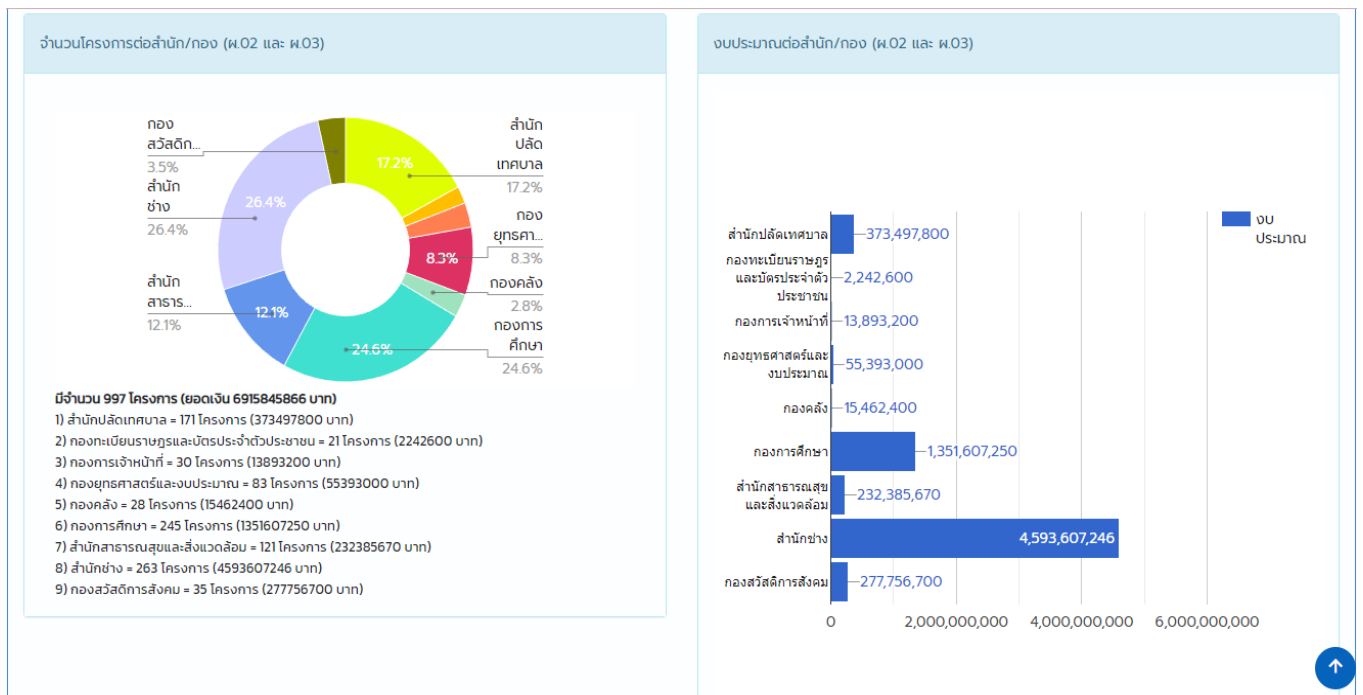 จำนวนโครงการต่อสำนัก/กอง (ผ.02 และ ผ.03)
กอง
สวัสดิก...
3.5%
สำนัก
ช่าง
26.4%
สำนัก
สาธาร...
12.1%
17.2%
26.4%
8.3%
12.1%
24.6%
สำนัก
ปลัด
เทศบาล
17.2%
กอง
ยุทธศา...
8.3%
กองคลัง
2.8%
กองการ
ศึกษา
24.6%
มีจำนวน 997 โครงการ (ยอดเงิน 6915845866 บาท)
1) สำนักปลัดเทศบาล = 171 โครงการ (373497800 บาท)
2) กองทะเบียนราษฎรและบัตรประจำตัวประชาชน = 21 โครงการ (2242600 บาท)
3) กองการเจ้าหน้าที่ = 30 โครงการ (13893200 บาท)
4) กองยุทธศาสตร์และงบประมาณ = 83 โครงการ (55393000 บาท)
5) กองคลัง = 28 โครงการ (15462400 บาท)
6) กองการศึกษา = 245 โครงการ (1351607250 บาท)
7) สำนักสาธารณสุขและสิ่งแวดล้อม = 121 โครงการ (232385670 บาท)
8) สำนักช่าง = 263 โครงการ (4593607246 บาท)
9) กองสวัสดิการสังคม = 35 โครงการ (277756700 บาท)
งบประมาณต่อสำนัก/กอง (ผ.02 และ ผ.03)
งบ
ประมาณ
สำนักปลัดเทศบาล 373,497,800
กองทะเบียนราษฎร
และบัตรประจำตัว 2,242,600
ประชาชน
กองการเจ้าหน้าที่ 13,893,200
กองยุทธศาสตร์และ
งบประมาณ 55,393,000
กองคลัง 15,462,400
กองการศึกษา 1,351,607,250
สำนักสาธารณสุข
และสิ่งแวดล้อม 232,385,670
สำนักช่าง 4,593,607,246
กองสวัสดิการสังคม 277,756,700
0 2,000,000,000 4,000,000,000 6,000,000,000